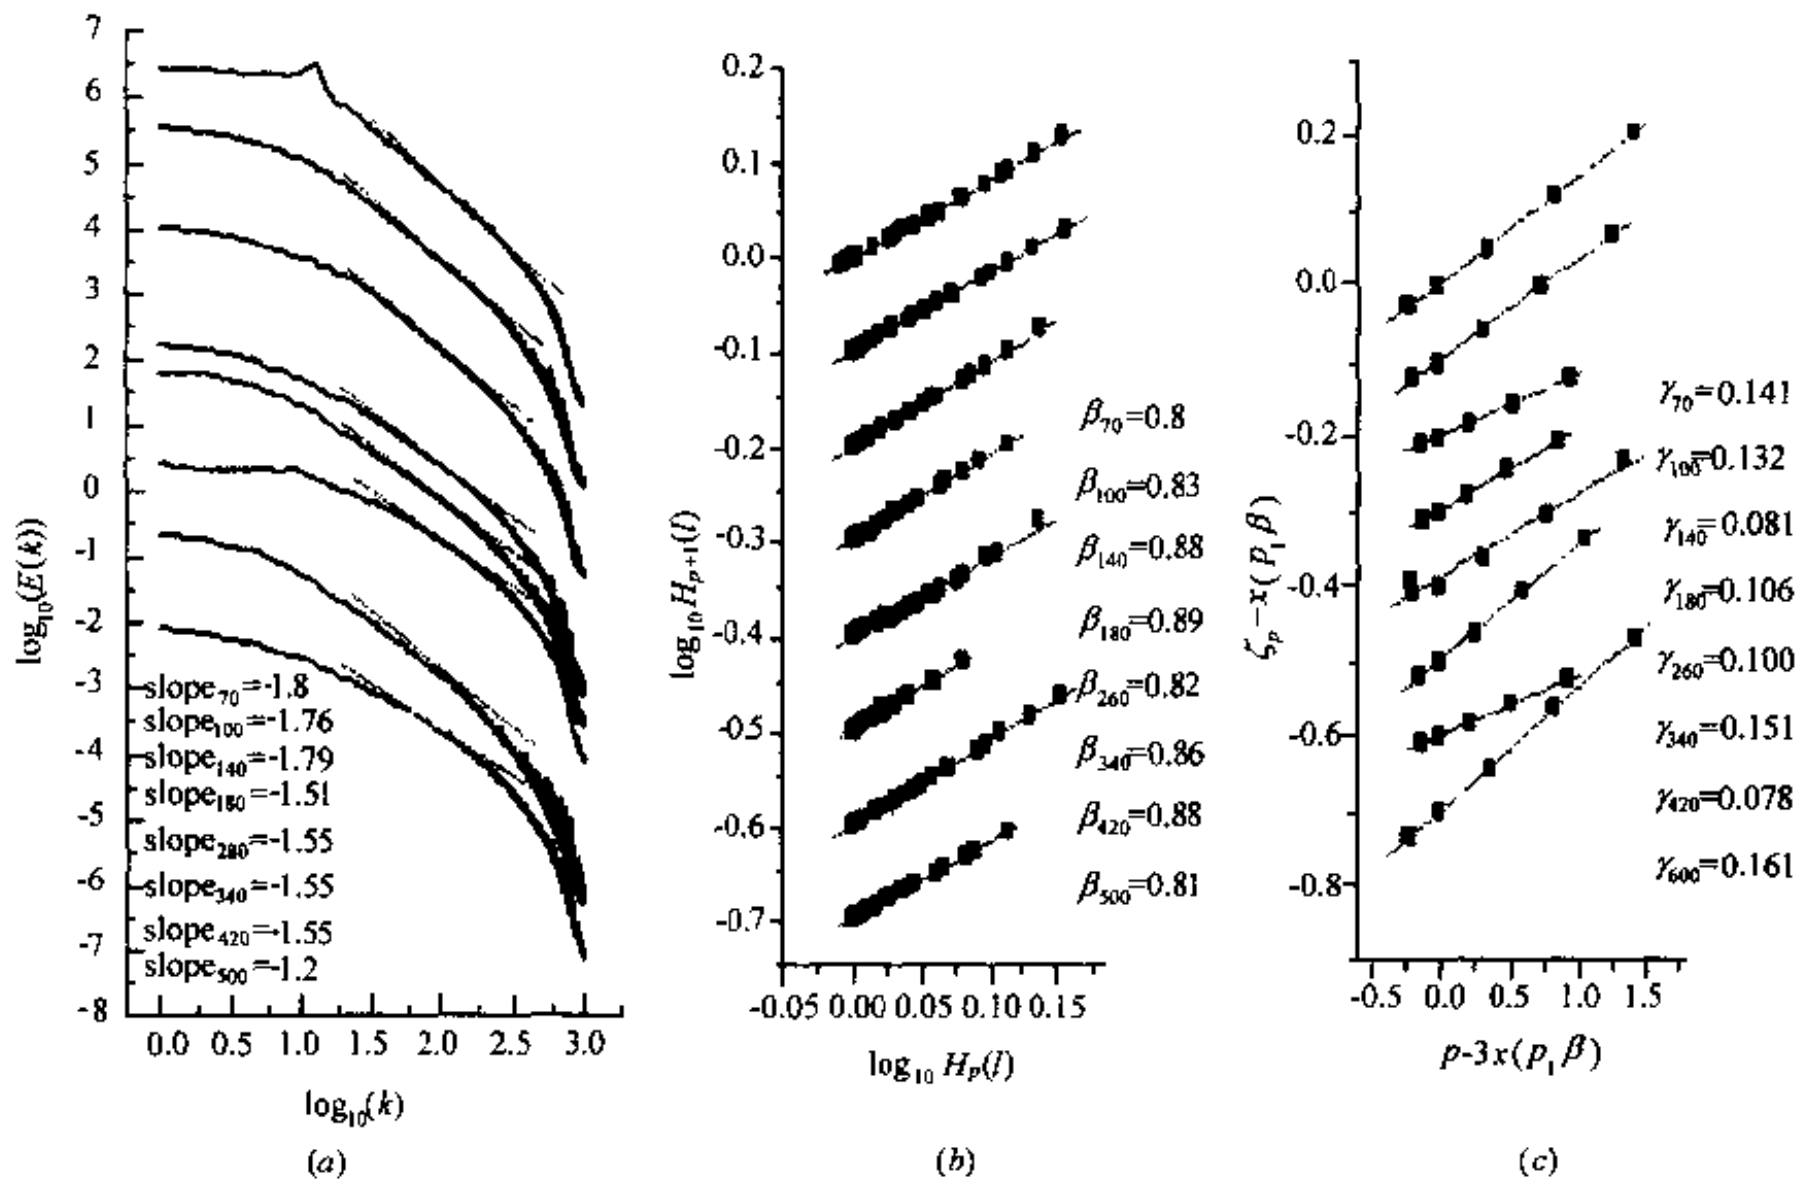 7
6
5
4
3
2
1
0
-1
-2
-3
-4
-5
-6
-7
-8
log₁₀(E(k))
slope₇₀=-1.8
slope₁₀₀=-1.76
slope₁₄₀=-1.79
slope₁₈₀=-1.51
slope₂₈₀=-1.55
slope₃₄₀=-1.55
slope₄₂₀=-1.55
slope₅₀₀=-1.2
0.0 0.5 1.0 1.5 2.0 2.5 3.0
log₁₀(k)
(a)
0.2
0.1
0.0
-0.1
-0.2
-0.3
-0.4
-0.5
-0.6
-0.7
log₁₀Hₚ₊₁(l)
β₇₀=0.8
β₁₀₀=0.83
β₁₄₀=0.88
β₁₈₀=0.89
β₂₆₀=0.82
β₃₄₀=0.86
β₄₂₀=0.88
β₅₀₀=0.81
-0.05 0.00 0.05 0.10 0.15
log₁₀ Hₚ(l)
(b)
0.2
0.0
-0.2
-0.4
-0.6
-0.8
ζₚ-x(p₁β)
γ₇₀=0.141
γ₁₀₀=0.132
γ₁₄₀=0.081
γ₁₈₀=0.106
γ₂₆₀=0.100
γ₃₄₀=0.151
γ₄₂₀=0.078
γ₆₀₀=0.161
-0.5 0.0 0.5 1.0 1.5
p-3x(p₁β)
(c)